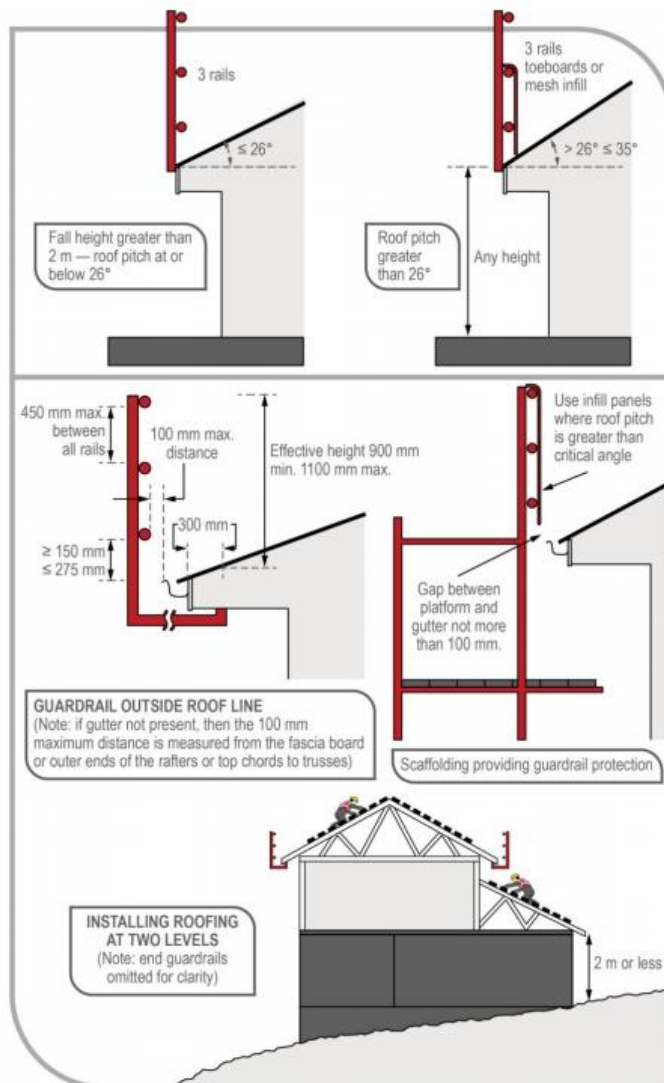 3 rails
≤ 26°
Fall height greater than
2 m — roof pitch at or
below 26°
3 rails
toeboards or
mesh infill
> 26° ≤ 35°
Roof pitch
greater
than 26°
Any height
450 mm max.
between
all rails
100 mm max.
distance
Effective height 900 mm
min. 1100 mm max.
300 mm
≥ 150 mm
≤ 275 mm
GUARDRAIL OUTSIDE ROOF LINE
(Note: if gutter not present, then the 100 mm
maximum distance is measured from the fascia board
or outer ends of the rafters or top chords to trusses)
Use infill panels
where roof pitch
is greater than
critical angle
Gap between
platform and
gutter not more
than 100 mm.
Scaffolding providing guardrail protection
INSTALLING ROOFING
AT TWO LEVELS
(Note: end guardrails
omitted for clarity)
2 m or less